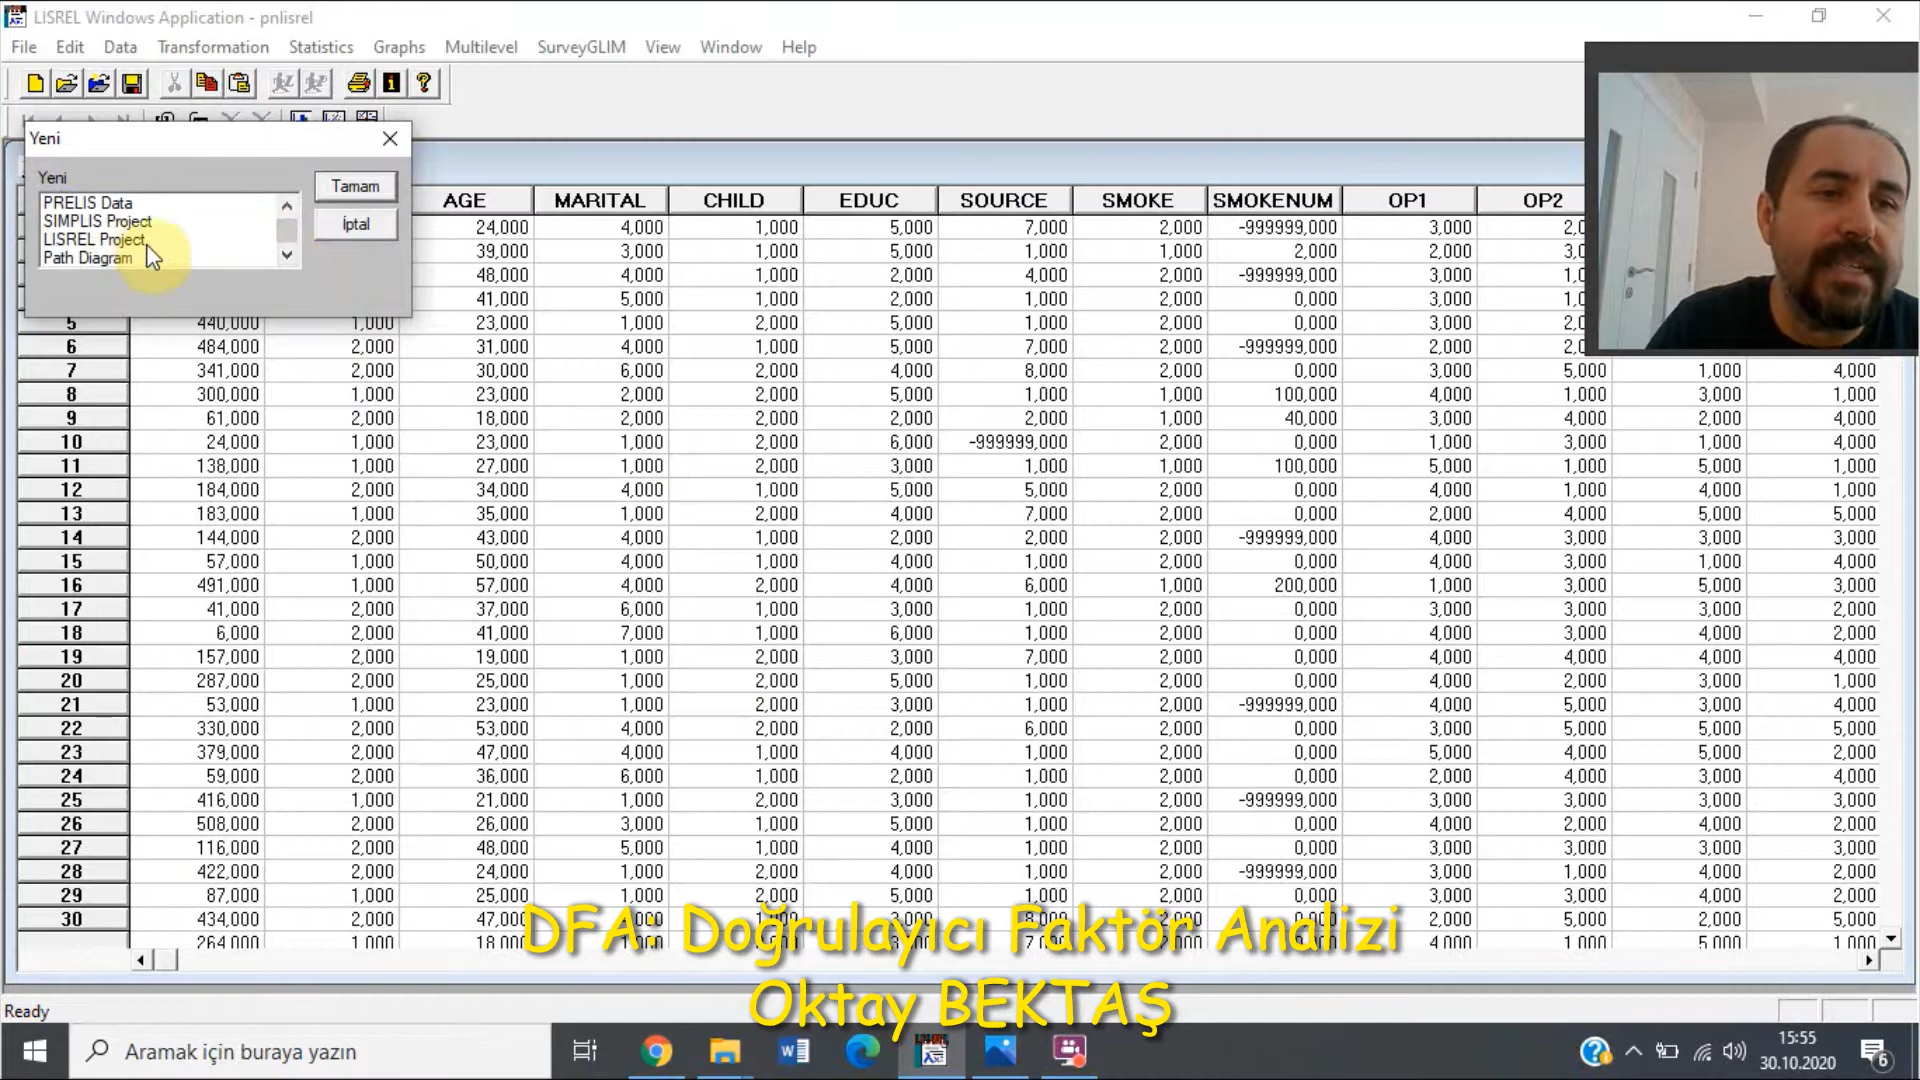 LISREL Windows Application - pnlisrel
File Edit Data Transformation Statistics Graphs Multilevel SurveyGLIM View Window Help
Yeni
Yeni
PRELIS Data
SIMPLIS Project
LISREL Project
Path Diagram
Tamam
İptal
AGE MARITAL CHILD EDUC SOURCE SMOKE SMOKENUM OP1 OP2
24,000 4,000 1,000 5,000 7,000 2,000 -999999,000 3,000
39,000 3,000 1,000 5,000 1,000 1,000 2,000 2,000
48,000 4,000 1,000 2,000 4,000 2,000 -999999,000 3,000
41,000 5,000 1,000 2,000 1,000 2,000 0,000 3,000
5 440,000 1,000 23,000 1,000 2,000 5,000 1,000 2,000 0,000 3,000
6 484,000 2,000 31,000 4,000 1,000 5,000 7,000 2,000 -999999,000 2,000
7 341,000 2,000 30,000 6,000 2,000 4,000 8,000 2,000 0,000 3,000 5,000 1,000 4,000
8 300,000 1,000 23,000 2,000 2,000 5,000 1,000 1,000 100,000 4,000 1,000 3,000 1,000
9 61,000 2,000 18,000 2,000 2,000 2,000 2,000 1,000 40,000 3,000 4,000 2,000 4,000
10 24,000 1,000 23,000 1,000 2,000 6,000 -999999,000 2,000 0,000 1,000 3,000 1,000 4,000
11 138,000 1,000 27,000 1,000 2,000 3,000 1,000 1,000 100,000 5,000 1,000 5,000 1,000
12 184,000 2,000 34,000 4,000 1,000 5,000 5,000 2,000 0,000 4,000 1,000 4,000 1,000
13 183,000 1,000 35,000 1,000 2,000 4,000 7,000 2,000 0,000 2,000 4,000 5,000 5,000
14 144,000 2,000 43,000 4,000 1,000 2,000 2,000 2,000 -999999,000 4,000 3,000 3,000 3,000
15 57,000 1,000 50,000 4,000 1,000 4,000 1,000 2,000 0,000 4,000 3,000 1,000 4,000
16 491,000 1,000 57,000 4,000 2,000 4,000 6,000 1,000 200,000 1,000 3,000 5,000 3,000
17 41,000 2,000 37,000 6,000 1,000 3,000 1,000 2,000 0,000 3,000 3,000 3,000 2,000
18 6,000 2,000 41,000 7,000 1,000 6,000 1,000 2,000 0,000 4,000 3,000 4,000 2,000
19 157,000 2,000 19,000 1,000 2,000 3,000 7,000 2,000 0,000 4,000 4,000 4,000 4,000
20 287,000 2,000 25,000 1,000 2,000 5,000 1,000 2,000 0,000 4,000 2,000 3,000 1,000
21 53,000 1,000 23,000 1,000 2,000 3,000 1,000 2,000 -999999,000 4,000 5,000 3,000 4,000
22 330,000 2,000 53,000 4,000 2,000 2,000 6,000 2,000 0,000 3,000 5,000 5,000 5,000
23 379,000 2,000 47,000 4,000 1,000 4,000 1,000 2,000 0,000 5,000 4,000 5,000 2,000
24 59,000 2,000 36,000 6,000 1,000 2,000 1,000 2,000 0,000 2,000 4,000 3,000 4,000
25 416,000 1,000 21,000 1,000 2,000 3,000 1,000 2,000 -999999,000 3,000 3,000 3,000 3,000
26 508,000 2,000 26,000 3,000 1,000 5,000 1,000 2,000 0,000 4,000 2,000 4,000 2,000
27 116,000 2,000 48,000 5,000 1,000 4,000 1,000 2,000 0,000 3,000 3,000 3,000 3,000
28 422,000 2,000 24,000 1,000 2,000 4,000 1,000 2,000 -999999,000 3,000 1,000 4,000 2,000
29 87,000 1,000 25,000 1,000 2,000 5,000 1,000 2,000 0,000 3,000 3,000 4,000 2,000
30 434,000 2,000 47,000 2,000 5,000 2,000 5,000
264,000 1,000 18,000 4,000 1,000 5,000 1,000
DFA: Doğrulayıcı Faktör Analizi
Oktay BEKTAŞ
Ready
Aramak için buraya yazın
15:55
30.10.2020
6